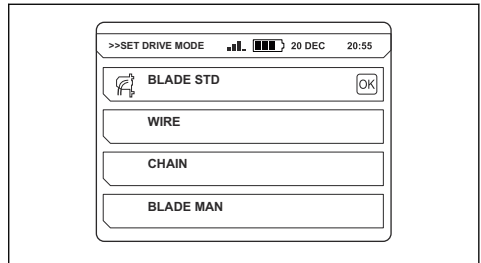 >>SET DRIVE MODE 20 DEC 20:55
BLADE STD OK
WIRE
CHAIN
BLADE MAN